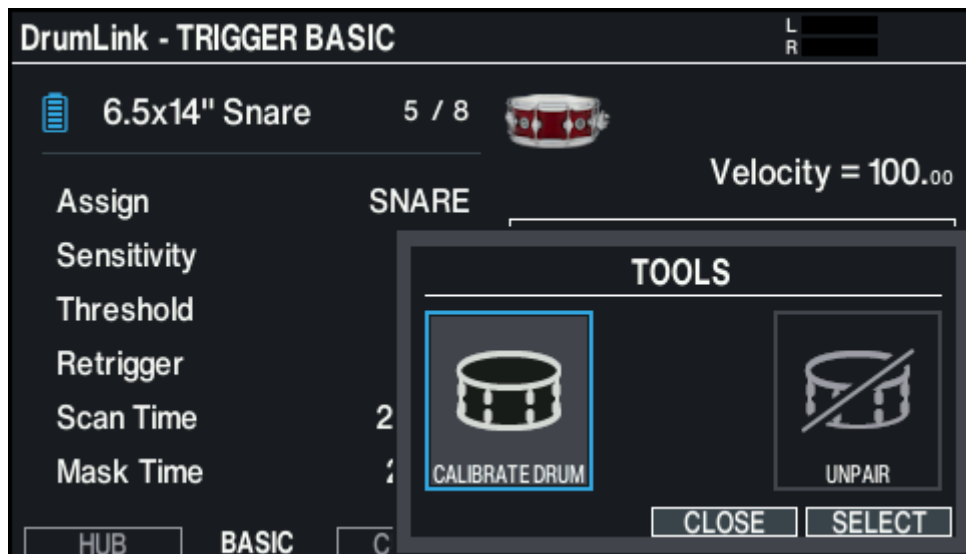 DrumLink - TRIGGER BASIC
L
R
6.5x14" Snare 5 / 8
Velocity = 100.00
Assign SNARE
Sensitivity
Threshold
Retrigger
Scan Time 2
Mask Time
TOOLS
CALIBRATE DRUM
UNPAIR
CLOSE SELECT
HUB BASIC C